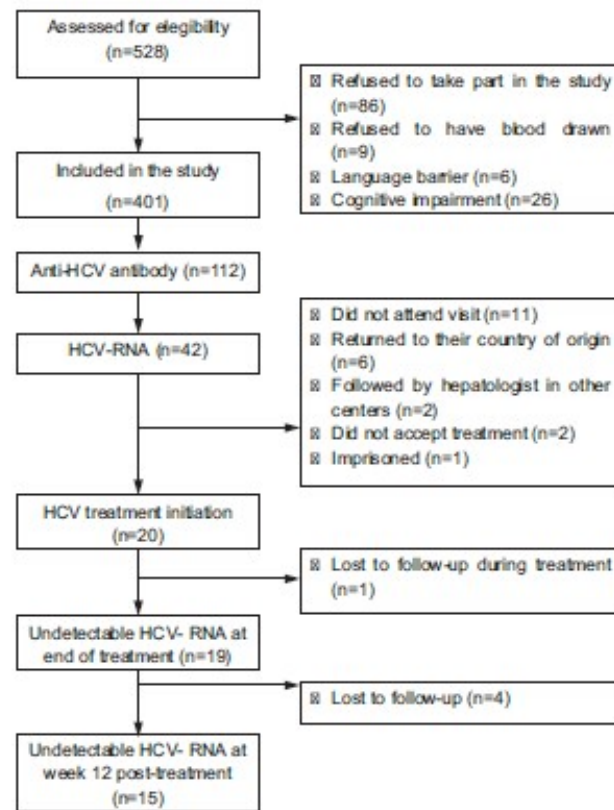 Assessed for elegibility
(n=528)
☒ Refused to take part in the study
(n=86)
☒ Refused to have blood drawn
(n=9)
☒ Language barrier (n=6)
☒ Cognitive impairment (n=26)
Included in the study
(n=401)
Anti-HCV antibody (n=112)
HCV-RNA (n=42)
☒ Did not attend visit (n=11)
☒ Returned to their country of origin
(n=6)
☒ Followed by hepatologist in other
centers (n=2)
☒ Did not accept treatment (n=2)
☒ Imprisoned (n=1)
HCV treatment initiation
(n=20)
☒ Lost to follow-up during treatment
(n=1)
Undetectable HCV- RNA at
end of treatment (n=19)
☒ Lost to follow-up (n=4)
Undetectable HCV- RNA at
week 12 post-treatment
(n=15)